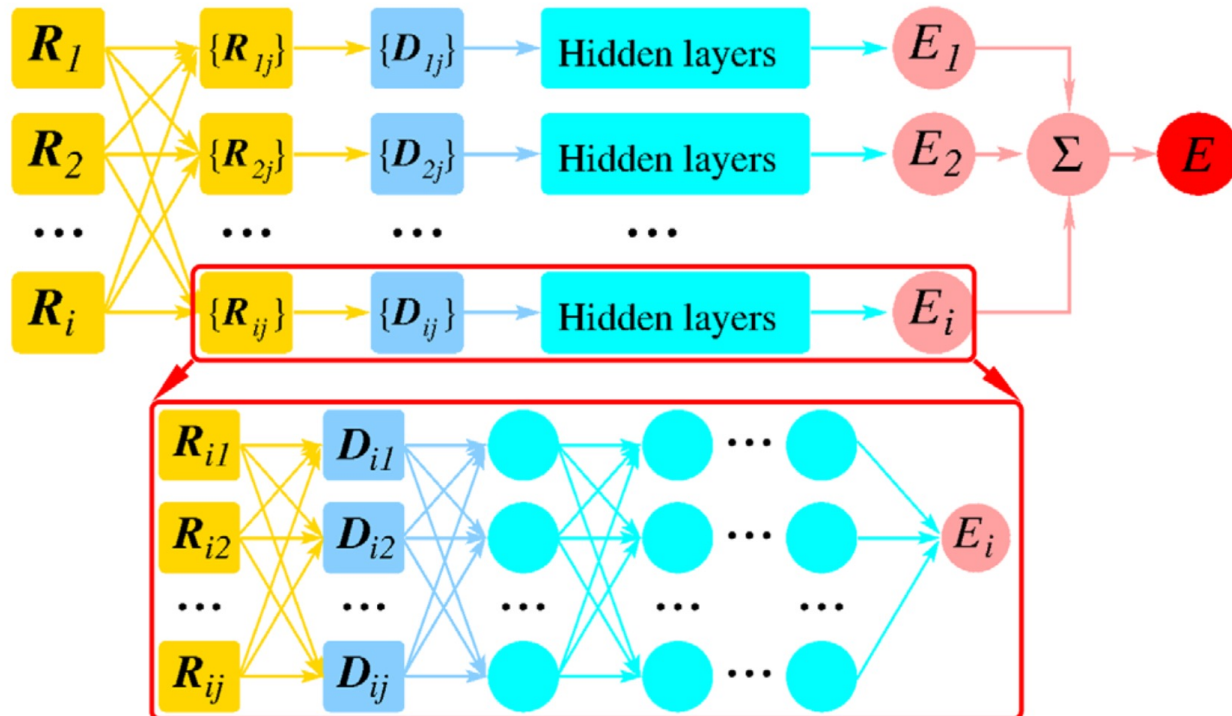 R1 {R1j} {D1j} Hidden layers E1
R2 {R2j} {D2j} Hidden layers E2 Σ E
... ... ... ...
Ri {Rij} {Dij} Hidden layers Ei
Ri1 Di1 ...
Ri2 Di2 ... Ei
... ... ... ... ...
Rij Dij ...